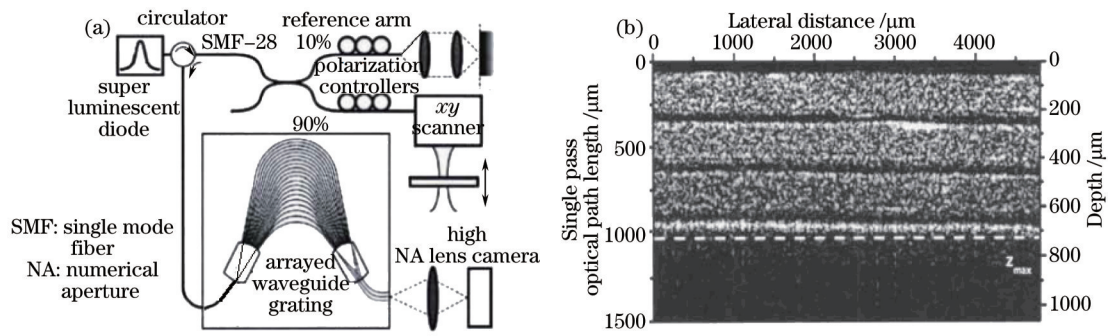 (a)
circulator
SMF-28
reference arm
10%
polarization
controllers
super
luminescent
diode
xy
scanner
90%
SMF: single mode
fiber
NA: numerical
aperture
arrayed
waveguide
grating
high
NA lens camera
(b)
Lateral distance /μm
0 1000 2000 3000 4000
Single pass
optical path length /μm
0
500
1000
1500
Depth /μm
0
200
400
600
800
1000
Zmax